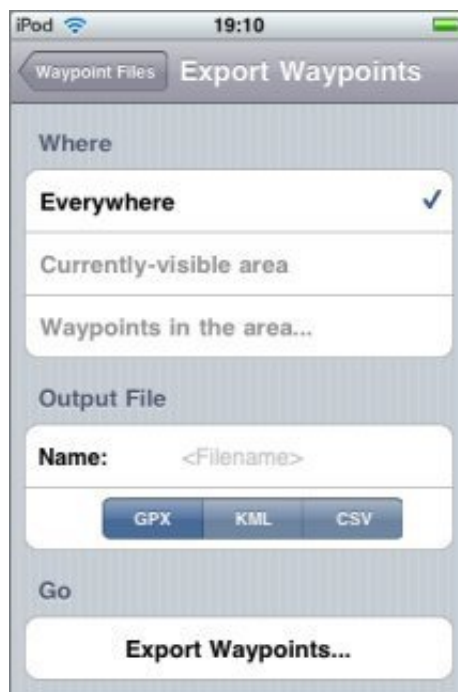 iPod 19:10
Waypoint Files Export Waypoints
Where
Everywhere
Currently-visible area
Waypoints in the area...
Output File
Name: <Filename>
GPX KML CSV
Go
Export Waypoints...